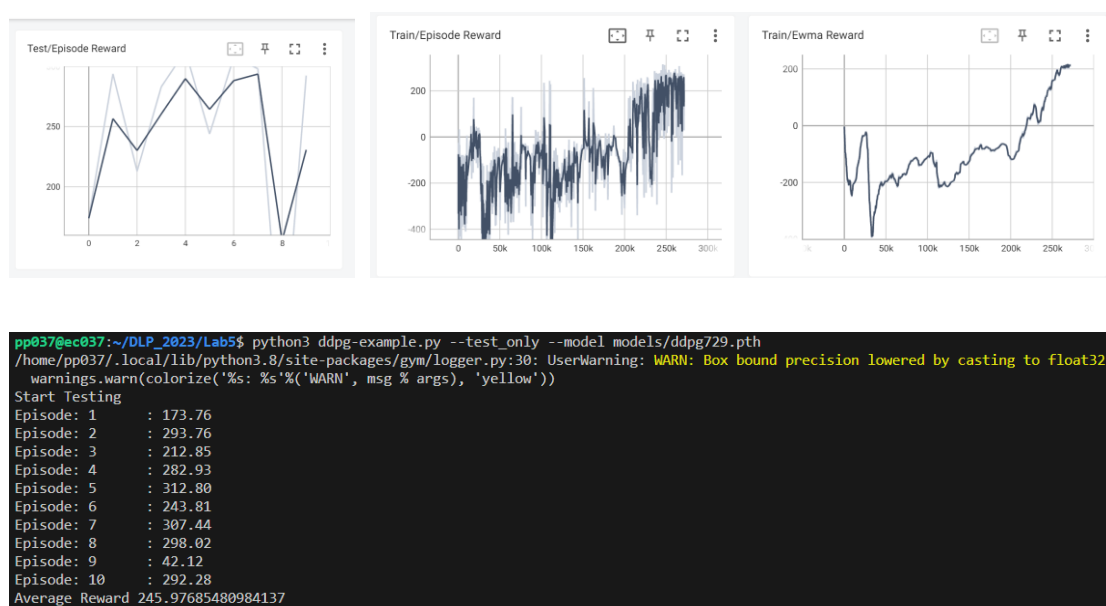 Test/Episode Reward
250
200
0 2 4 6 8
Train/Episode Reward
200
0
-200
-400
0 50k 100k 150k 200k 250k 300k
Train/Ewma Reward
200
0
-200
0 50k 100k 150k 200k 250k
pp037@ec037:~/DLP_2023/Lab5$ python3 ddpg-example.py --test_only --model models/ddpg729.pth
/home/pp037/.local/lib/python3.8/site-packages/gym/logger.py:30: UserWarning: WARN: Box bound precision lowered by casting to float32
warnings.warn(colorize('%s: %s'%('WARN', msg % args), 'yellow'))
Start Testing
Episode: 1 : 173.76
Episode: 2 : 293.76
Episode: 3 : 212.85
Episode: 4 : 282.93
Episode: 5 : 312.80
Episode: 6 : 243.81
Episode: 7 : 307.44
Episode: 8 : 298.02
Episode: 9 : 42.12
Episode: 10 : 292.28
Average Reward 245.97685480984137